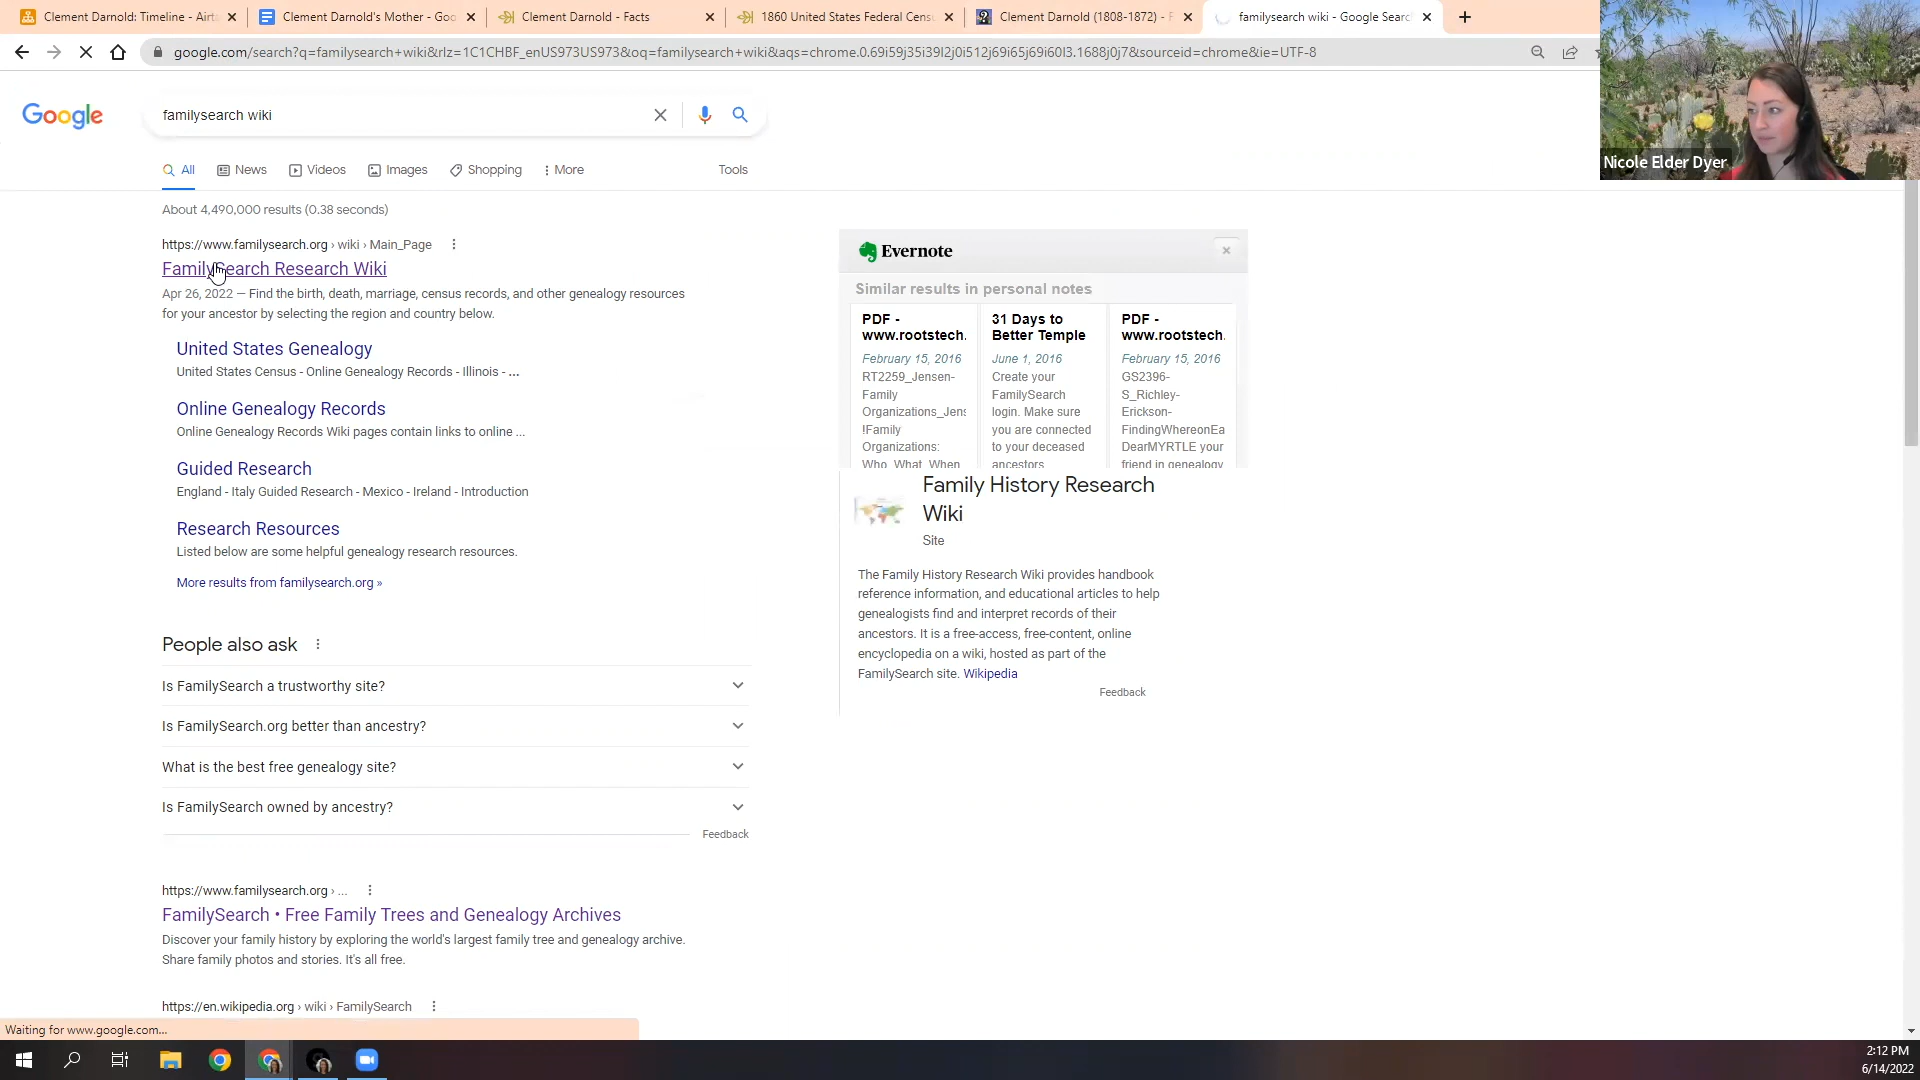 Clement Darnold: Timeline - Airta
Clement Darnold's Mother - Goo
Clement Darnold - Facts
1860 United States Federal Censu
Clement Darnold (1808-1872) - F
familysearch wiki - Google Search
google.com/search?q=familysearch+wiki&rlz=1C1CHBF_enUS973US973&oq=familysearch+wiki&aqs=chrome.0.69i59j35i39l2j0i512j69i65j69i60l3.1688j0j7&sourceid=chrome&ie=UTF-8
Google
familysearch wiki
All
News
Videos
Images
Shopping
More
Tools
Nicole Elder Dyer
About 4,490,000 results (0.38 seconds)
https://www.familysearch.org › wiki › Main_Page
FamilySearch Research Wiki
Apr 26, 2022 — Find the birth, death, marriage, census records, and other genealogy resources
for your ancestor by selecting the region and country below.
United States Genealogy
United States Census - Online Genealogy Records - Illinois - ...
Online Genealogy Records
Online Genealogy Records Wiki pages contain links to online ...
Guided Research
England - Italy Guided Research - Mexico - Ireland - Introduction
Research Resources
Listed below are some helpful genealogy research resources.
More results from familysearch.org »
People also ask
Is FamilySearch a trustworthy site?
Is FamilySearch.org better than ancestry?
What is the best free genealogy site?
Is FamilySearch owned by ancestry?
Feedback
https://www.familysearch.org › ...
FamilySearch • Free Family Trees and Genealogy Archives
Discover your family history by exploring the world's largest family tree and genealogy archive.
Share family photos and stories. It's all free.
https://en.wikipedia.org › wiki › FamilySearch
Evernote
Similar results in personal notes
PDF -
www.rootstech.
February 15, 2016
RT2259_Jensen-
Family
Organizations_Jens
!Family
Organizations:
Who, What, When
31 Days to
Better Temple
June 1, 2016
Create your
FamilySearch
login. Make sure
you are connected
to your deceased
ancestors
PDF -
www.rootstech.
February 15, 2016
GS2396-
S_Richley-
Erickson-
FindingWhereonEa
DearMYRTLE your
friend in genealogy
Family History Research
Wiki
Site
The Family History Research Wiki provides handbook
reference information, and educational articles to help
genealogists find and interpret records of their
ancestors. It is a free-access, free-content, online
encyclopedia on a wiki, hosted as part of the
FamilySearch site. Wikipedia
Feedback
Waiting for www.google.com...
2:12 PM
6/14/2022